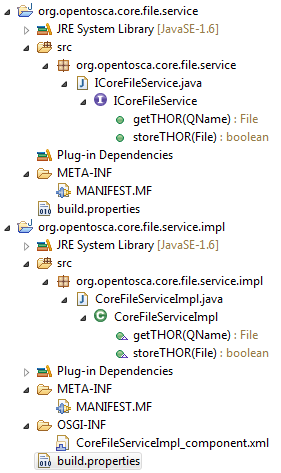 org.opentosca.core.file.service
JRE System Library [JavaSE-1.6]
src
org.opentosca.core.file.service
ICoreFileService.java
ICoreFileService
getTHOR(QName) : File
storeTHOR(File) : boolean
Plug-in Dependencies
META-INF
MANIFEST.MF
build.properties
org.opentosca.core.file.service.impl
JRE System Library [JavaSE-1.6]
src
org.opentosca.core.file.service.impl
CoreFileServiceImpl.java
CoreFileServiceImpl
getTHOR(QName) : File
storeTHOR(File) : boolean
Plug-in Dependencies
META-INF
MANIFEST.MF
OSGI-INF
CoreFileServiceImpl_component.xml
build.properties